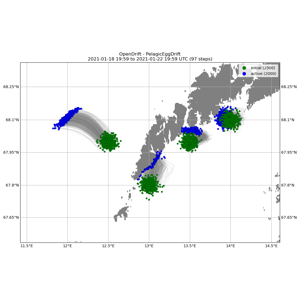 OpenDrift - PelagicEggDrift
2021-01-18 19:59 to 2021-01-22 19:59 UTC (97 steps)
initial (2500)
active (2000)
68.25°N
68.25°N
68.1°N
68.1°N
67.95°N
67.95°N
67.8°N
67.8°N
67.65°N
67.65°N
11.5°E
12°E
12.5°E
13°E
13.5°E
14°E
14.5°E